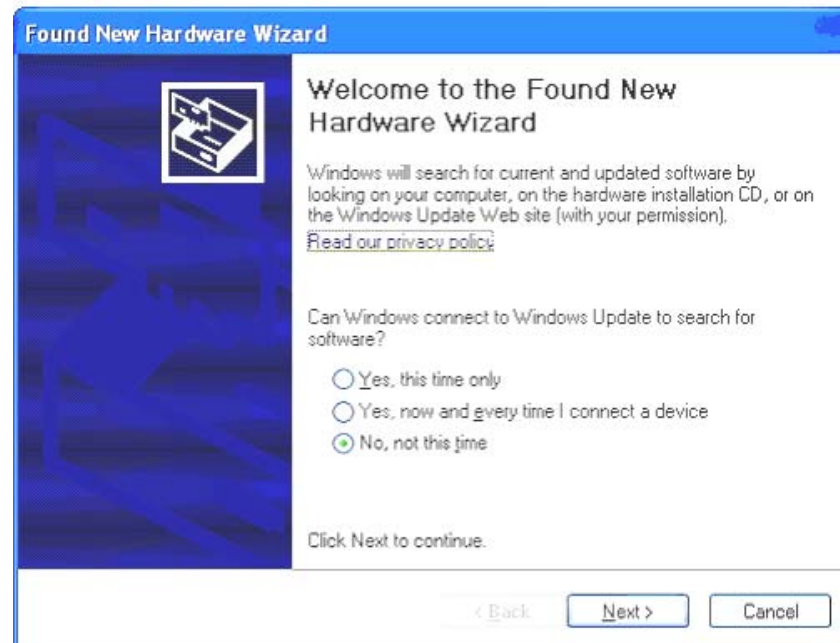 Found New Hardware Wizard
Welcome to the Found New
Hardware Wizard
Windows will search for current and updated software by
looking on your computer, on the hardware installation CD, or on
the Windows Update Web site (with your permission).
Read our privacy policy
Can Windows connect to Windows Update to search for
software?
Yes, this time only
Yes, now and every time I connect a device
No, not this time
Click Next to continue.
< Back
Next >
Cancel